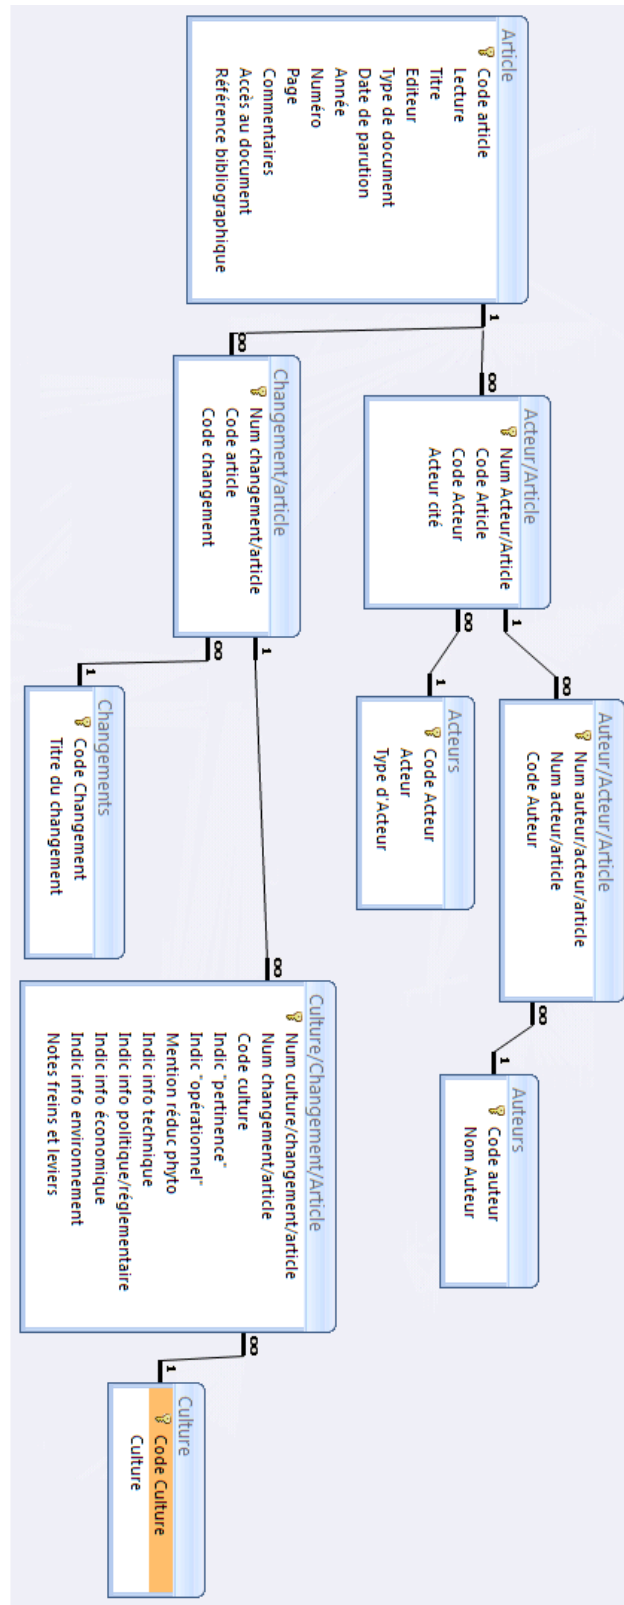 Article
Code article
Lecture
Titre
Editeur
Type de document
Date de parution
Année
Numéro
Page
Commentaires
Accès au document
Référence bibliographique
1
∞
1
∞
Acteur/Article
Num Acteur/Article
Code Article
Code Acteur
Acteur cité
1
∞
∞
1
Changement/article
Num changement/article
Code article
Code changement
1
∞
∞
1
Auteur/Acteur/Article
Num auteur/acteur/article
Num acteur/article
Code Auteur
∞
1
Acteurs
Code Acteur
Acteur
Type d'Acteur
Changements
Code Changement
Titre du changement
Auteurs
Code auteur
Nom Auteur
Culture/Changement/Article
Num culture/changement/article
Num changement/article
Code culture
Indic "pertinence"
Indic "opérationnel"
Mention réduc phyto
Indic info technique
Indic info politique/réglementaire
Indic info économique
Indic info environnement
Notes freins et leviers
∞
1
Culture
Code Culture
Culture